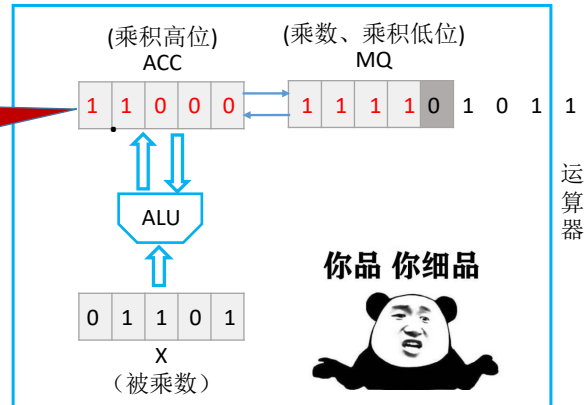 (乘积高位) (乘数、乘积低位)
ACC MQ
1 1 0 0 0 1 1 1 1 0 1 0 1 1
.
ALU
运算器
你品 你细品
0 1 1 0 1
X
（被乘数）